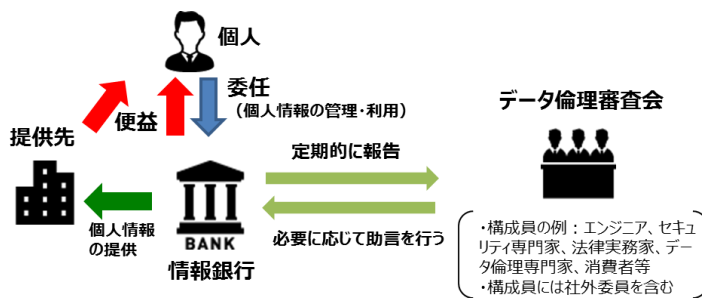 個人
委任
(個人情報の管理・利用)
便益
提供先
個人情報
の提供
BANK
情報銀行
定期的に報告
必要に応じて助言を行う
データ倫理審査会
・構成員の例：エンジニア、セキュ
リティ専門家、法律実務家、デー
タ倫理専門家、消費者等
・構成員には社外委員を含む